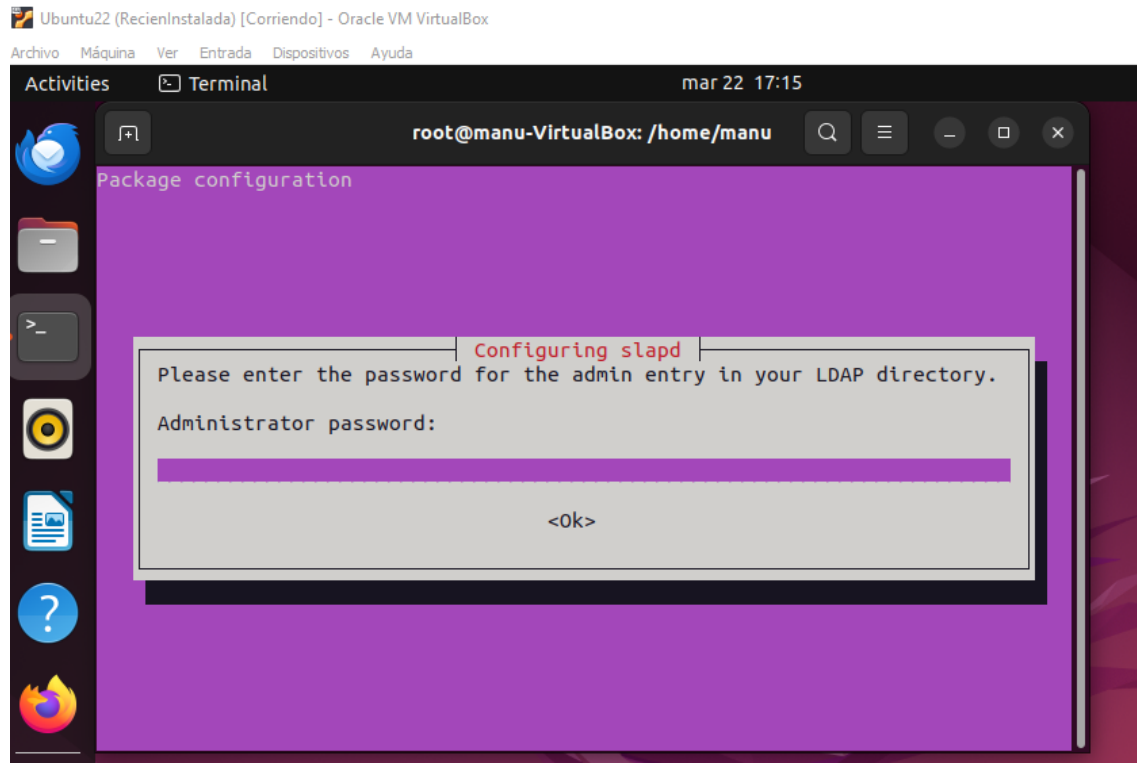 Ubuntu22 (RecienInstalada) [Corriendo] - Oracle VM VirtualBox
Archivo Máquina Ver Entrada Dispositivos Ayuda
Activities Terminal mar 22 17:15
root@manu-VirtualBox: /home/manu
Package configuration
Configuring slapd
Please enter the password for the admin entry in your LDAP directory.
Administrator password:
<Ok>